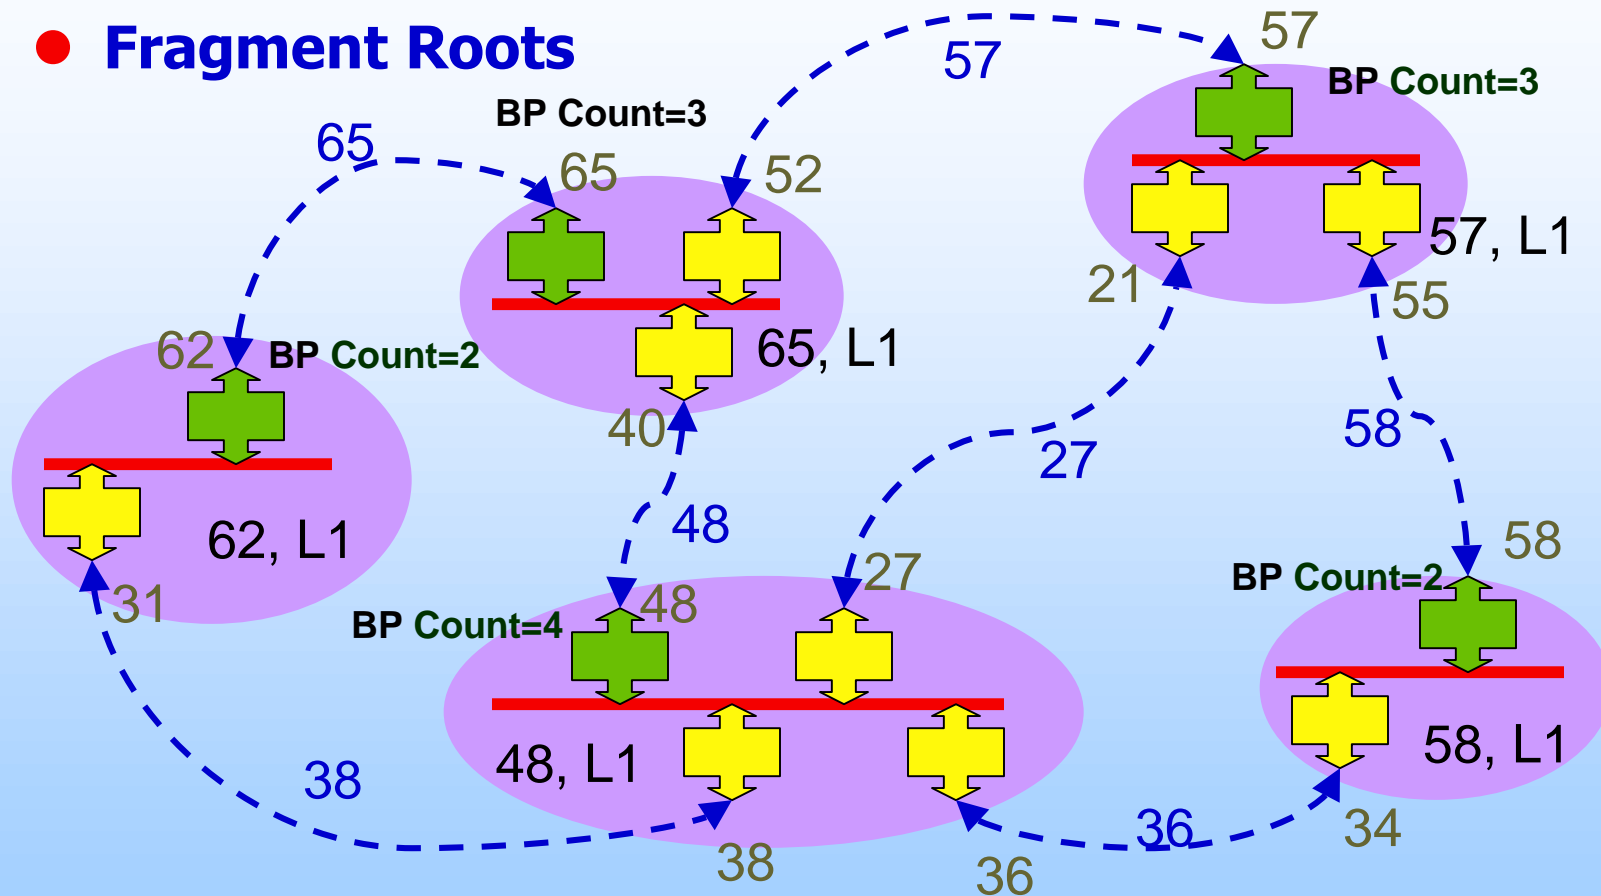 Fragment Roots
57
57
BP Count=3
BP Count=3
65
65
52
57, L1
21
55
62
BP Count=2
65, L1
40
27
58
48
62, L1
58
27
BP Count=2
31
48
BP Count=4
48, L1
58, L1
38
36
34
38
36